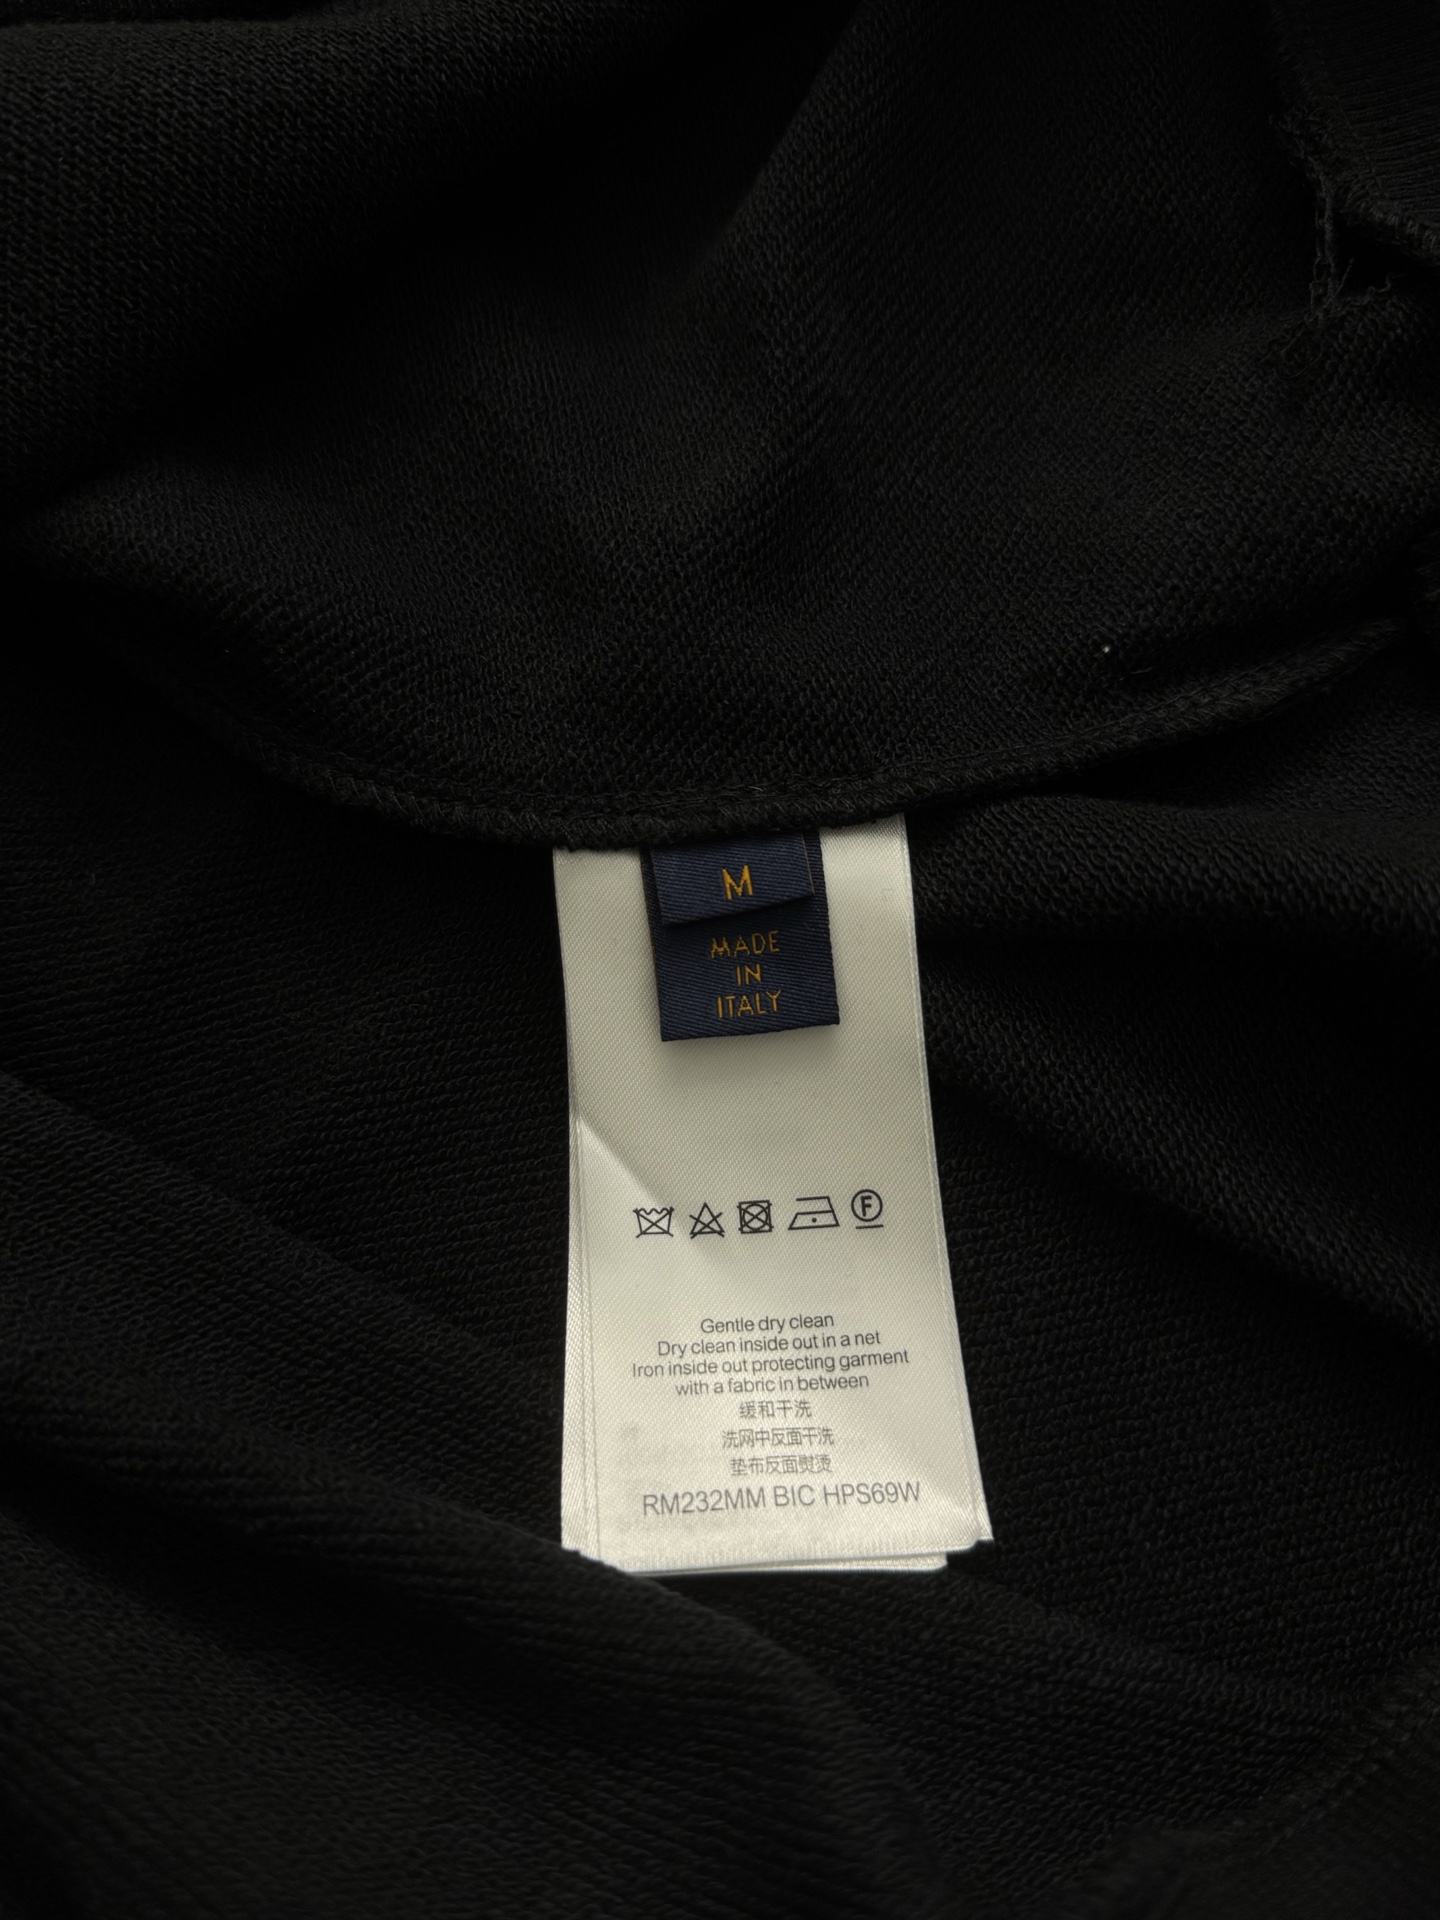 M
MADE
IN
ITALY
F
Gentle dry clean
Dry clean inside out in a net
Iron inside out protecting garment
with a fabric in between
缓和干洗
洗网中反面干洗
垫布反面熨烫
RM232MM BIC HPS69W